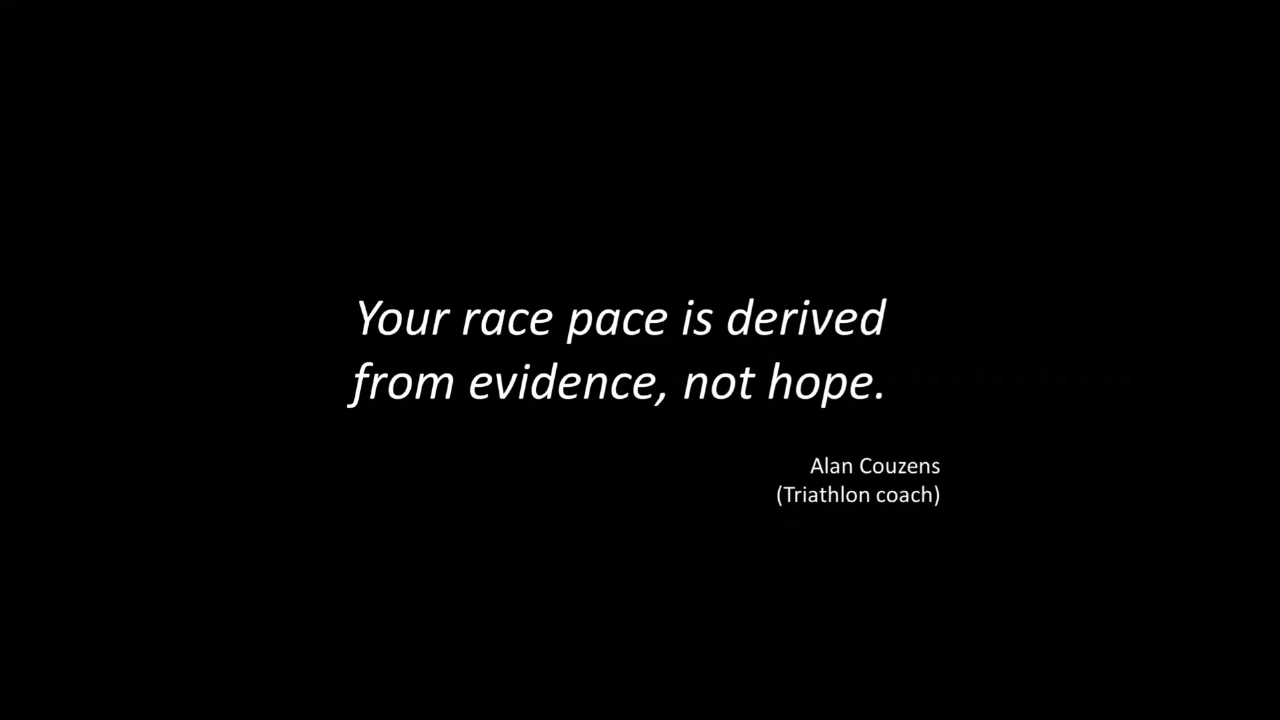 Your race pace is derived
from evidence, not hope.
Alan Couzens
(Triathlon coach)